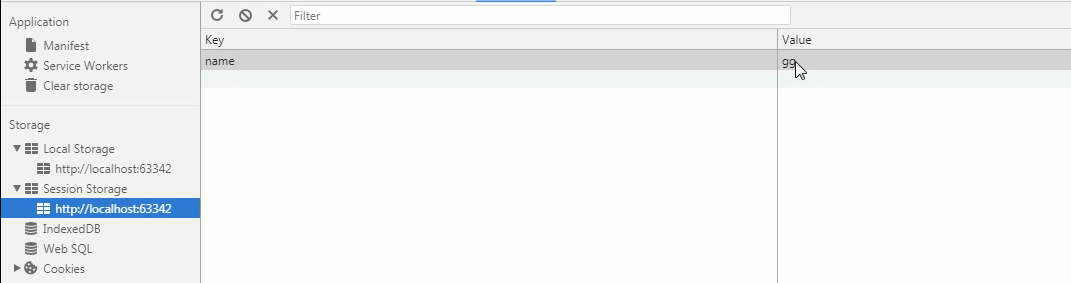 Application
Manifest
Service Workers
Clear storage
Storage
Local Storage
http://localhost:63342
Session Storage
http://localhost:63342
IndexedDB
Web SQL
Cookies
Filter
Key Value
name gg